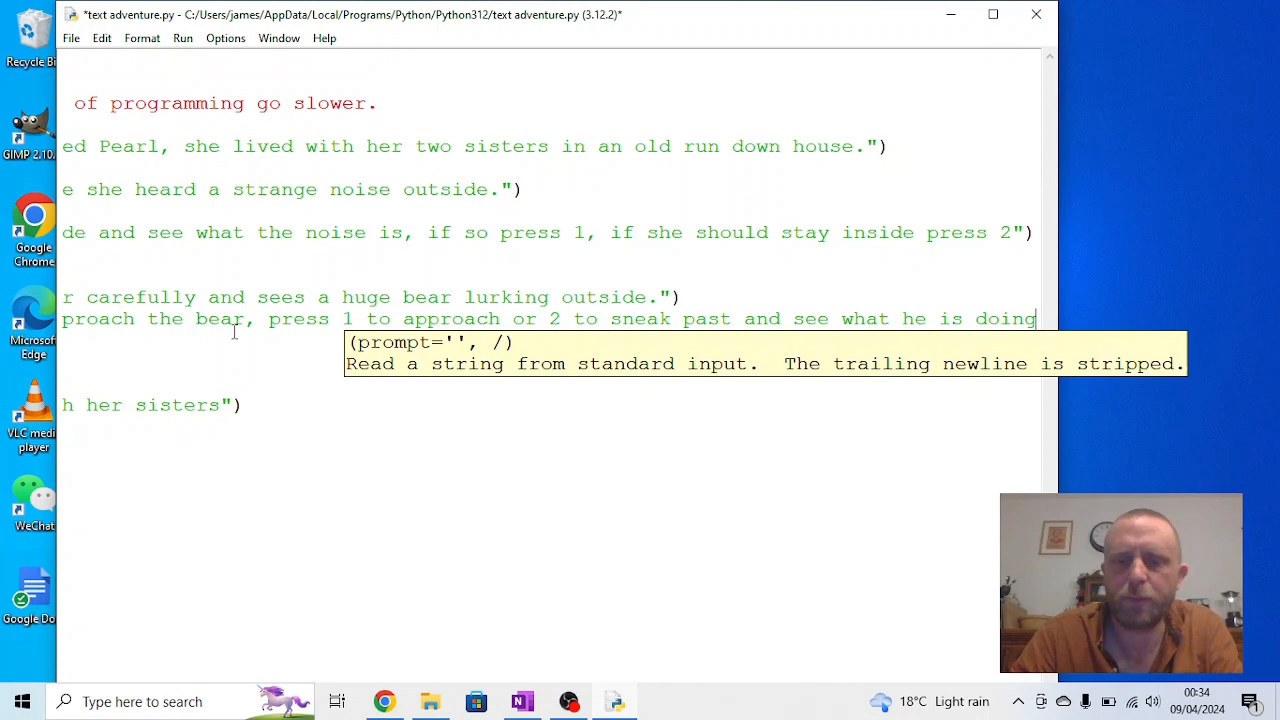 *text adventure.py - C:/Users/james/AppData/Local/Programs/Python/Python312/text adventure.py (3.12.2)*
File Edit Format Run Options Window Help
Recycle Bi
of programming go slower.
ed Pearl, she lived with her two sisters in an old run down house.")
GIMP 2.10.
e she heard a strange noise outside.")
de and see what the noise is, if so press 1, if she should stay inside press 2")
Google
Chrome
r carefully and sees a huge bear lurking outside.")
proach the bear, press 1 to approach or 2 to sneak past and see what he is doing
(prompt='', /)
Read a string from standard input.  The trailing newline is stripped.
Microsof
Edge
h her sisters")
VLC medi
player
WeChat
Google Do
Type here to search
18°C Light rain
00:34
09/04/2024
1